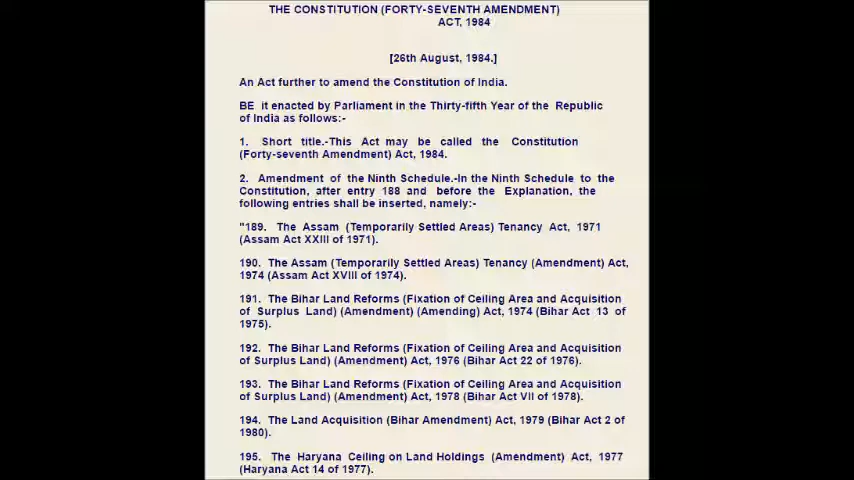 THE CONSTITUTION (FORTY-SEVENTH AMENDMENT)
ACT, 1984
[26th August, 1984.]
An Act further to amend the Constitution of India.
BE it enacted by Parliament in the Thirty-fifth Year of the Republic
of India as follows:-
1. Short title.-This Act may be called the Constitution
(Forty-seventh Amendment) Act, 1984.
2. Amendment of the Ninth Schedule.-In the Ninth Schedule to the
Constitution, after entry 188 and before the Explanation, the
following entries shall be inserted, namely:-
"189. The Assam (Temporarily Settled Areas) Tenancy Act, 1971
(Assam Act XXIII of 1971).
190. The Assam (Temporarily Settled Areas) Tenancy (Amendment) Act,
1974 (Assam Act XVIII of 1974).
191. The Bihar Land Reforms (Fixation of Ceiling Area and Acquisition
of Surplus Land) (Amendment) (Amending) Act, 1974 (Bihar Act 13 of
1975).
192. The Bihar Land Reforms (Fixation of Ceiling Area and Acquisition
of Surplus Land) (Amendment) Act, 1976 (Bihar Act 22 of 1976).
193. The Bihar Land Reforms (Fixation of Ceiling Area and Acquisition
of Surplus Land) (Amendment) Act, 1978 (Bihar Act VII of 1978).
194. The Land Acquisition (Bihar Amendment) Act, 1979 (Bihar Act 2 of
1980).
195. The Haryana Ceiling on Land Holdings (Amendment) Act, 1977
(Haryana Act 14 of 1977).